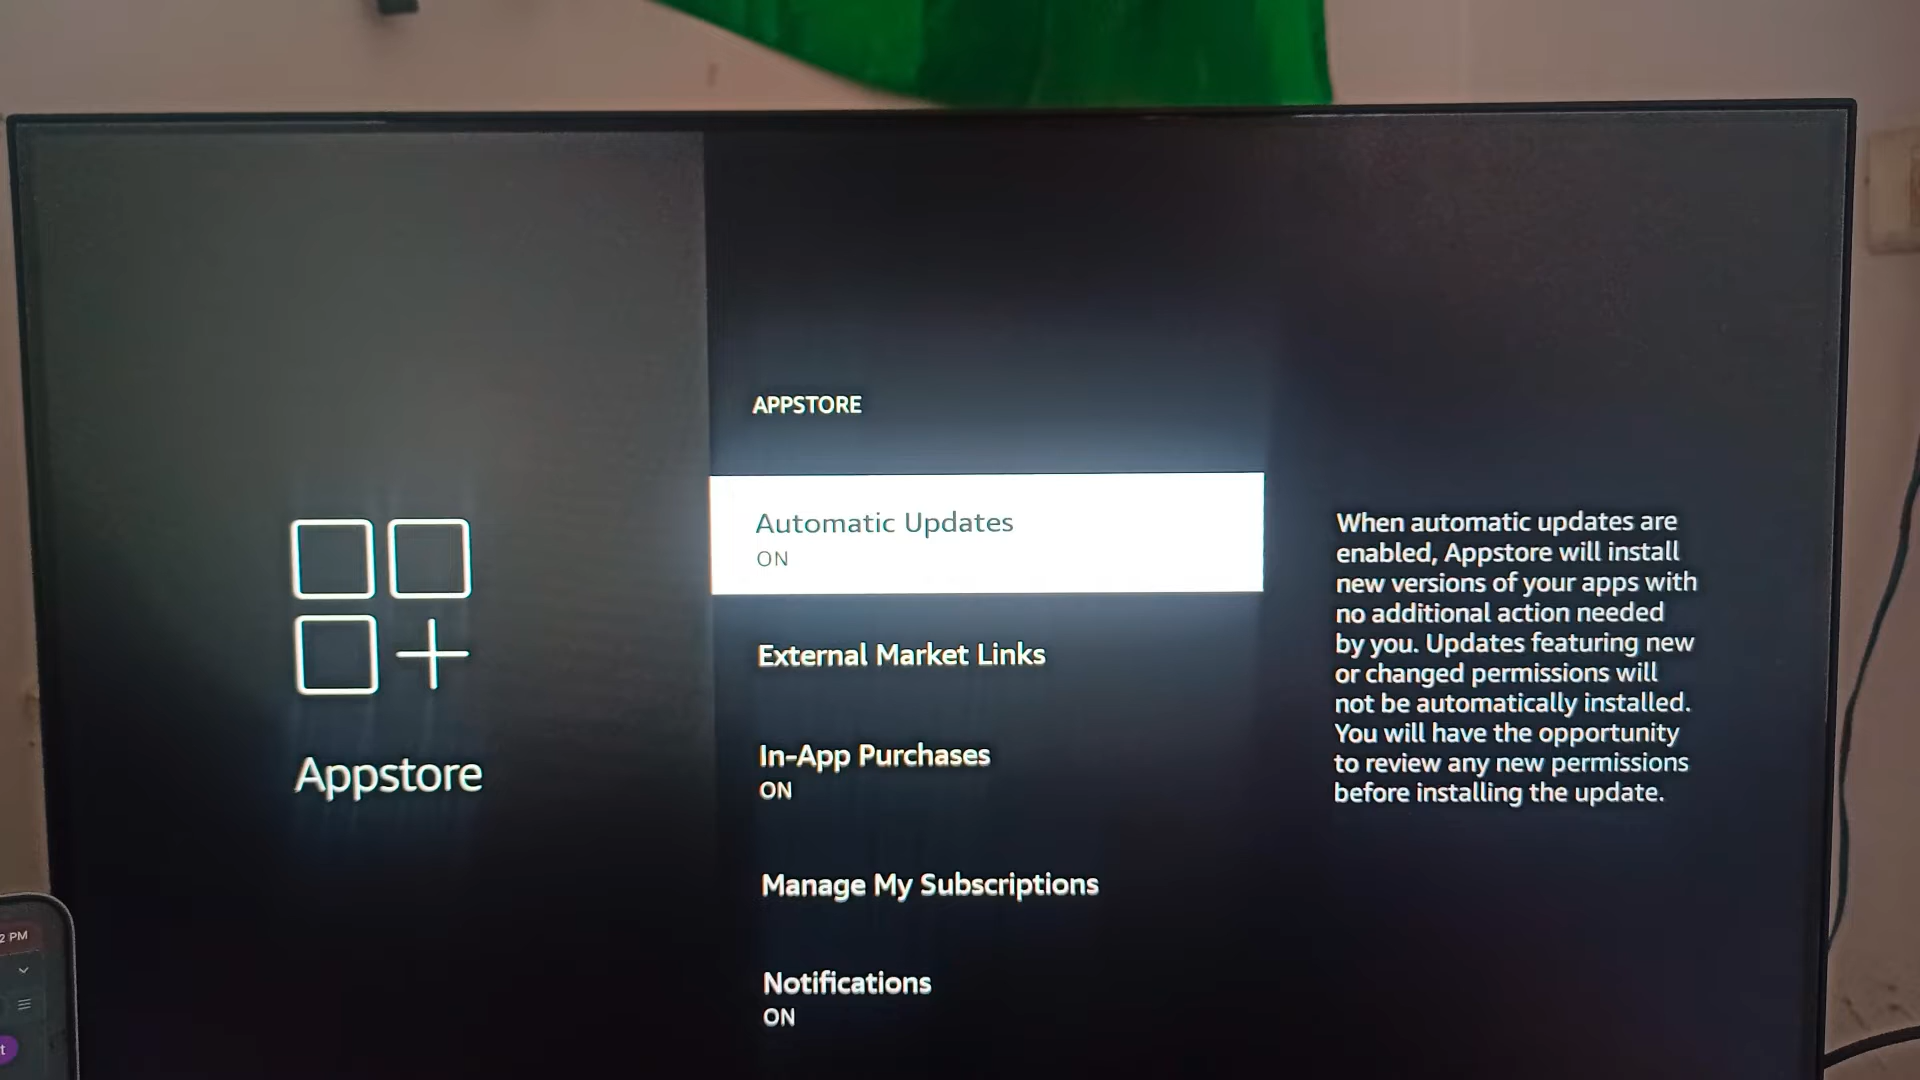 APPSTORE
Automatic Updates
ON
External Market Links
In-App Purchases
ON
Manage My Subscriptions
Notifications
ON
Appstore
When automatic updates are
enabled, Appstore will install
new versions of your apps with
no additional action needed
by you. Updates featuring new
or changed permissions will
not be automatically installed.
You will have the opportunity
to review any new permissions
before installing the update.
2 PM
t